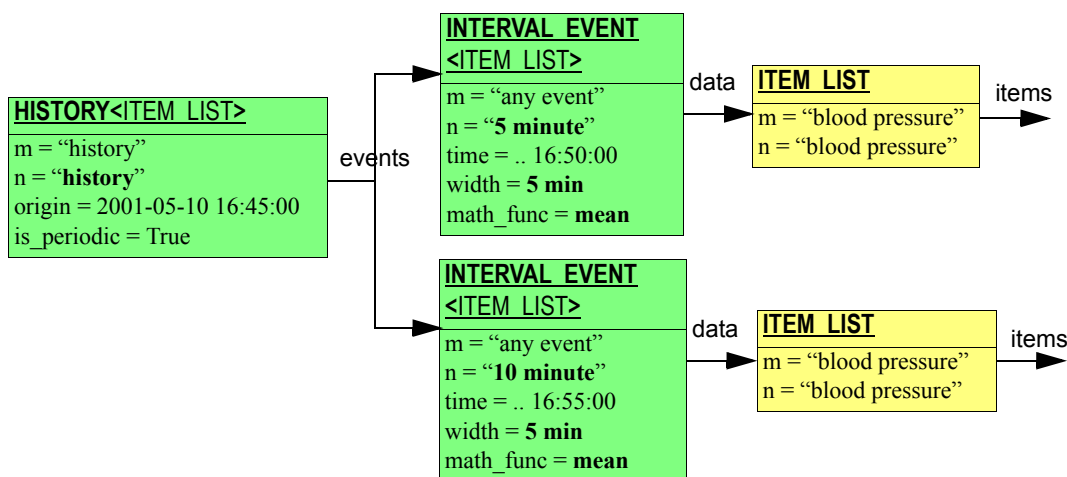 HISTORY<ITEM_LIST>
m = “history”
n = “history”
origin = 2001-05-10 16:45:00
is_periodic = True
events
INTERVAL_EVENT
<ITEM_LIST>
m = “any event”
n = “5 minute”
time = .. 16:50:00
width = 5 min
math_func = mean
data
ITEM_LIST
m = “blood pressure”
n = “blood pressure”
items
INTERVAL_EVENT
<ITEM_LIST>
m = “any event”
n = “10 minute”
time = .. 16:55:00
width = 5 min
math_func = mean
data
ITEM_LIST
m = “blood pressure”
n = “blood pressure”
items